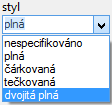 styl
plná
nespecifikováno
plná
čárkovaná
tečkovaná
dvojitá plná